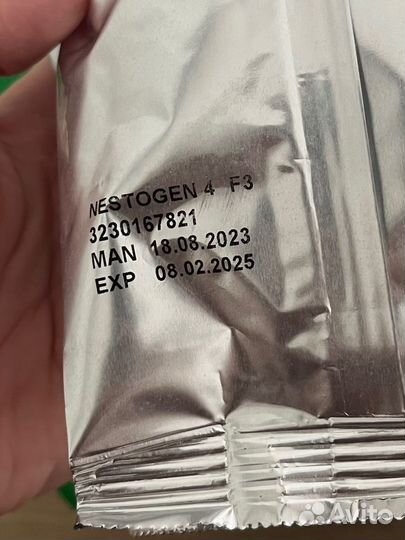 NESTOGEN 4 F3
3230167821
MAN 18.08.2023
EXP 08.02.2025
Avito